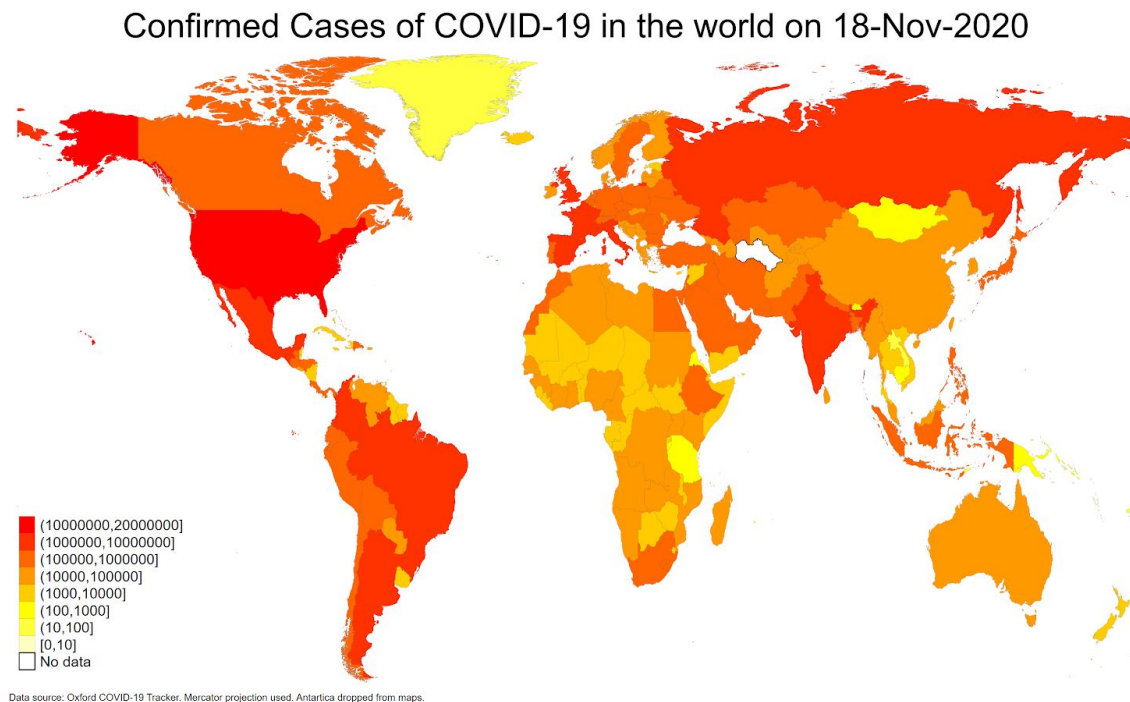 Confirmed Cases of COVID-19 in the world on 18-Nov-2020
(10000000,20000000]
(1000000,10000000]
(100000,1000000]
(10000,100000]
(1000,10000]
(100,1000]
(10,100]
[0,10]
No data
Data source: Oxford COVID-19 Tracker. Mercator projection used. Antartica dropped from maps.